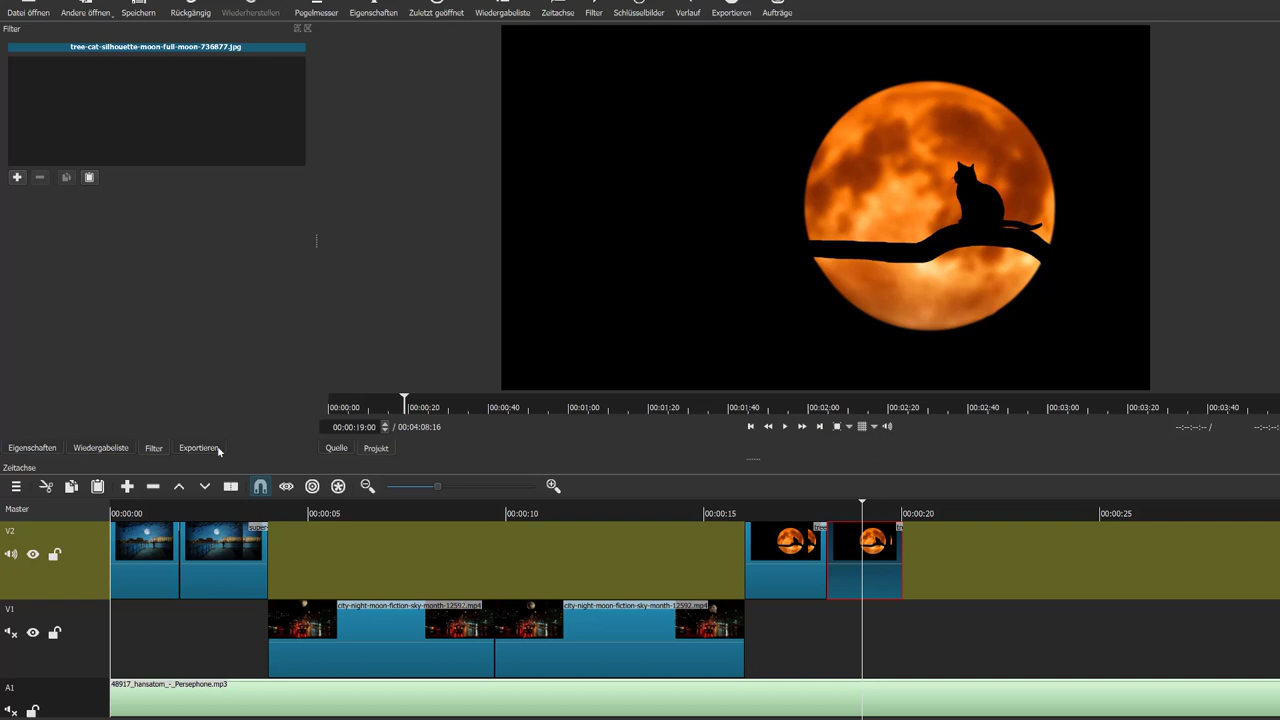 Datei öffnen Andere öffnen Speichern Rückgängig Wiederherstellen Pegelmesser Eigenschaften Zuletzt geöffnet Wiedergabeliste Zeitachse Filter Schlüsselbilder Verlauf Exportieren Aufträge
Filter
tree-cat-silhouette-moon-full-moon-736877.jpg
00:00:00 00:00:20 00:00:40 00:01:00 00:01:20 00:01:40 00:02:00 00:02:20 00:02:40 00:03:00 00:03:20 00:03:40
00:00:19:00 / 00:04:08:16 --:--:--:-- / --:--:--:--
Eigenschaften Wiedergabeliste Filter Exportieren Quelle Projekt
Zeitachse
Master 00:00:00 00:00:05 00:00:10 00:00:15 00:00:20 00:00:25
V2 super tree tr
V1 city-night-moon-fiction-sky-month-12592.mp4 city-night-moon-fiction-sky-month-12592.mp4
A1 48917_hansatom_-_Persephone.mp3